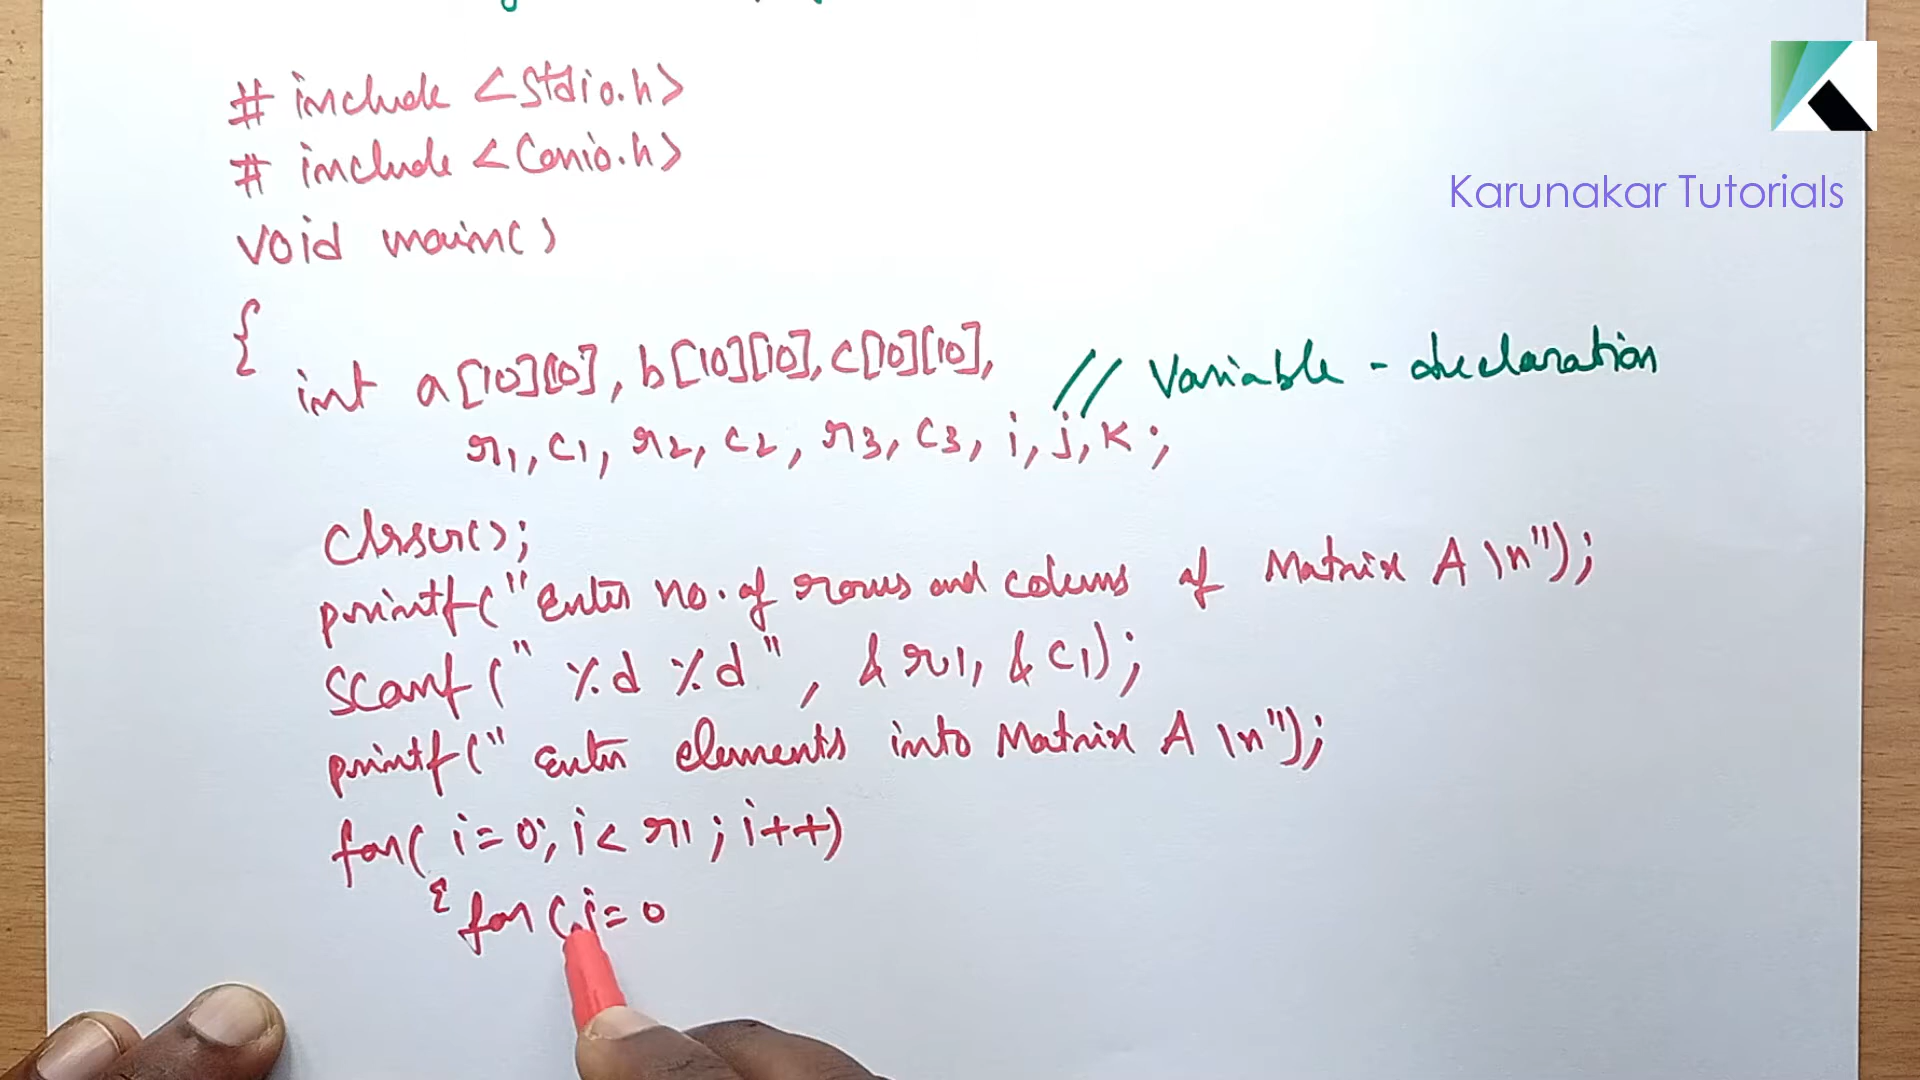 # include <stdio.h>
# include <conio.h>
void main()
{
int a[10][10], b[10][10], c[10][10], // Variable - declaration
r1, c1, r2, c2, r3, c3, i, j, k;
clrscr();
printf("Enter no. of rows and colums of Matrix A \n");
scanf(" %d %d ", &r1, &c1);
printf(" Enter elements into Matrix A \n");
for( i=0; i< r1 ; i++)
{ for( j=0
Karunakar Tutorials